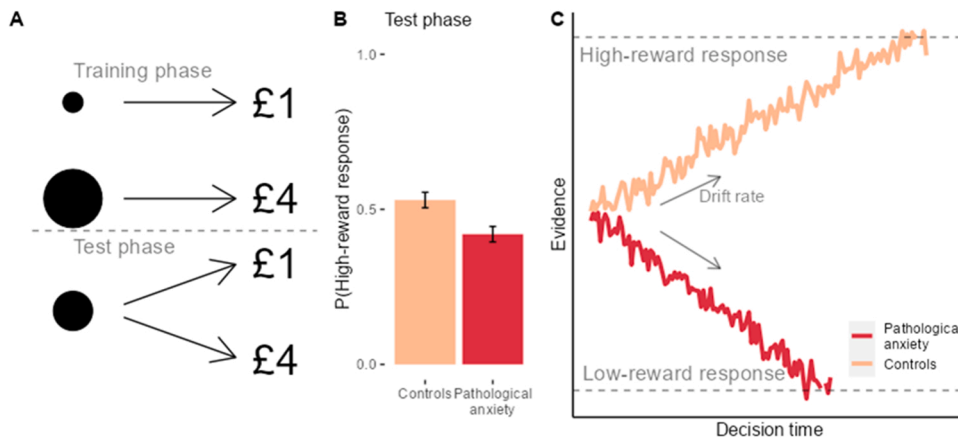 A
Training phase
£1
£4
Test phase
£1
£4
B
Test phase
1.0
0.5
0.0
P(High-reward response)
Controls
Pathological
anxiety
C
High-reward response
Drift rate
Low-reward response
Evidence
Decision time
Pathological
anxiety
Controls